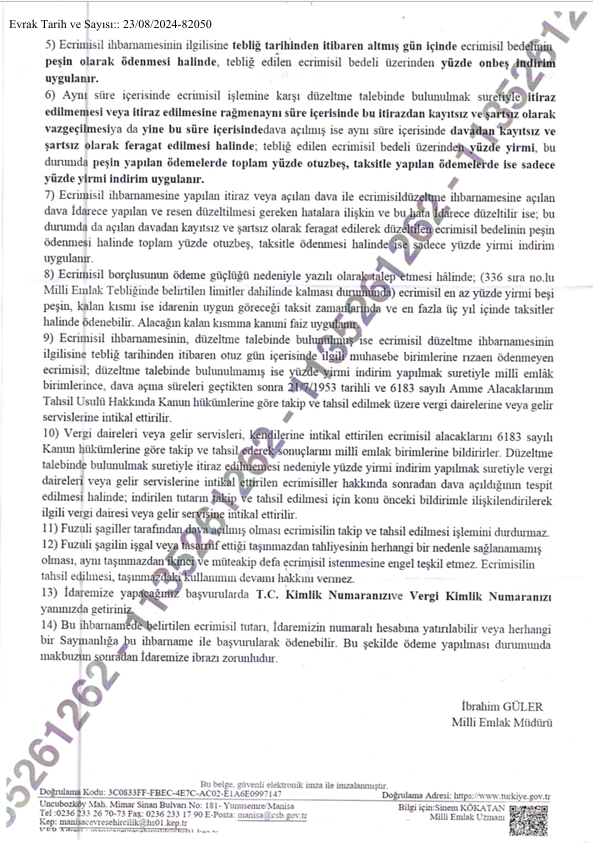 Evrak Tarih ve Sayısı:: 23/08/2024-82050
5) Ecrimisil ihbarnamesinin ilgilisine tebliğ tarihinden itibaren altmış gün içinde ecrimisil bedelinin
peşin olarak ödenmesi halinde, tebliğ edilen ecrimisil bedeli üzerinden yüzde onbeş indirim
uygulanır.
6) Aynı süre içerisinde ecrimisil işlemine karşı düzeltme talebinde bulunulmak suretiyle itiraz
edilmemesi veya itiraz edilmesine rağmenaynı süre içerisinde bu itirazdan kayıtsız ve şartsız olarak
vazgeçilmesiya da yine bu süre içerisindedava açılmış ise aynı süre içerisinde davadan kayıtsız ve
şartsız olarak feragat edilmesi halinde; tebliğ edilen ecrimisil bedeli üzerinden yüzde yirmi, bu
durumda peşin yapılan ödemelerde toplam yüzde otuzbeş, taksitle yapılan ödemelerde ise sadece
yüzde yirmi indirim uygulanır.
7) Ecrimisil ihbarnamesine yapılan itiraz veya açılan dava ile ecrimisildüzeltme ihbarnamesine açılan
dava İdarece yapılan ve resen düzeltilmesi gereken hatalara ilişkin ve bu hata İdarece düzeltilir ise; bu
durumda da açılan davadan kayıtsız ve şartsız olarak feragat edilerek düzeltilen ecrimisil bedelinin peşin
ödenmesi halinde toplam yüzde otuzbeş, taksitle ödenmesi halinde ise sadece yüzde yirmi indirim
uygulanır.
8) Ecrimisil borçlusunun ödeme güçlüğü nedeniyle yazılı olarak talep etmesi hâlinde; (336 sıra no.lu
Milli Emlak Tebliğinde belirtilen limitler dahilinde kalması durumunda) ecrimisil en az yüzde yirmi beşi
peşin, kalan kısmı ise idarenin uygun göreceği taksit zamanlarında ve en fazla üç yıl içinde taksitler
halinde ödenebilir. Alacağın kalan kısmına kanuni faiz uygulanır.
9) Ecrimisil ihbarnamesinin, düzeltme talebinde bulunulmuş ise ecrimisil düzeltme ihbarnamesinin
ilgilisine tebliğ tarihinden itibaren otuz gün içerisinde ilgili muhasebe birimlerine rızaen ödenmeyen
ecrimisil; düzeltme talebinde bulunulmamış ise yüzde yirmi indirim yapılmak suretiyle milli emlâk
birimlerince, dava açma süreleri geçtikten sonra 21/7/1953 tarihli ve 6183 sayılı Amme Alacaklarının
Tahsil Usulü Hakkında Kanun hükümlerine göre takip ve tahsil edilmek üzere vergi dairelerine veya gelir
servislerine intikal ettirilir.
10) Vergi daireleri veya gelir servisleri, kendilerine intikal ettirilen ecrimisil alacaklarını 6183 sayılı
Kanun hükümlerine göre takip ve tahsil ederek sonuçlarını milli emlak birimlerine bildirirler. Düzeltme
talebinde bulunulmak suretiyle itiraz edilmemesi nedeniyle yüzde yirmi indirim yapılmak suretiyle vergi
daireleri veya gelir servislerine intikal ettirilen ecrimisiller hakkında sonradan dava açıldığının tespit
edilmesi halinde; indirilen tutarın takip ve tahsil edilmesi için konu önceki bildirimle ilişkilendirilerek
ilgili vergi dairesi veya gelir servisine intikal ettirilir.
11) Fuzuli şagiller tarafından dava açılmış olması ecrimisilin takip ve tahsil edilmesi işlemini durdurmaz.
12) Fuzuli şagilin işgal veya tasarruf ettiği taşınmazdan tahliyesinin herhangi bir nedenle sağlanamamış
olması, aynı taşınmazdan ikinci ve müteakip defa ecrimisil istenmesine engel teşkil etmez. Ecrimisilin
tahsil edilmesi, taşınmazdaki kullanımın devamı hakkını vermez.
13) İdaremize yapacağınız başvurularda T.C. Kimlik Numaranızıve Vergi Kimlik Numaranızı
yanınızda getiriniz.
14) Bu ihbarnamede belirtilen ecrimisil tutarı, İdaremizin numaralı hesabına yatırılabilir veya herhangi
bir Saymanlığa bu ihbarname ile başvurularak ödenebilir. Bu şekilde ödeme yapılması durumunda
makbuzun sonradan İdaremize ibrazı zorunludur.
İbrahim GÜLER
Milli Emlak Müdürü
Bu belge, güvenli elektronik imza ile imzalanmıştır.
Doğrulama Kodu: 3C0833FF-FBEC-4E7C-AC02-E1A6E0997147 Doğrulama Adresi: https://www.turkiye.gov.tr
Uncubozköy Mah. Mimar Sinan Bulvarı No: 181- Yunusemre/Manisa Bilgi için:Sinem KÖKATAN
Tel :0236 233 26 70-73 Fax: 0236 233 17 90 E-Posta: manisa@csb.gov.tr Milli Emlak Uzmanı
Kep: manisacevresehircilik@hs01.kep.tr
1135261262 - 1135261262 - 1135261262